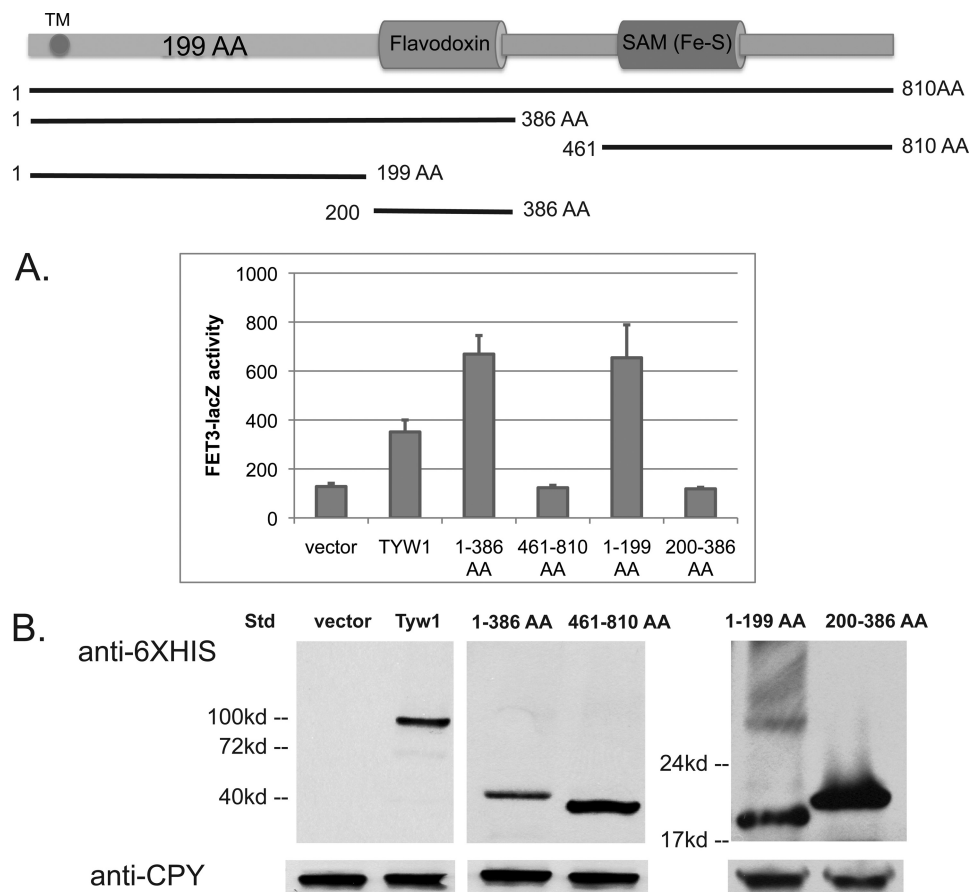 TM
199 AA
Flavodoxin
SAM (Fe-S)
1
810AA
1
386 AA
461
810 AA
1
199 AA
200
386 AA
A.
1000
800
600
400
200
0
FET3-lacZ activity
vector
TYW1
1-386 AA
461-810 AA
1-199 AA
200-386 AA
B.
Std
vector
Tyw1
1-386 AA
461-810 AA
1-199 AA
200-386 AA
anti-6XHIS
100kd --
72kd --
40kd --
24kd --
17kd --
anti-CPY